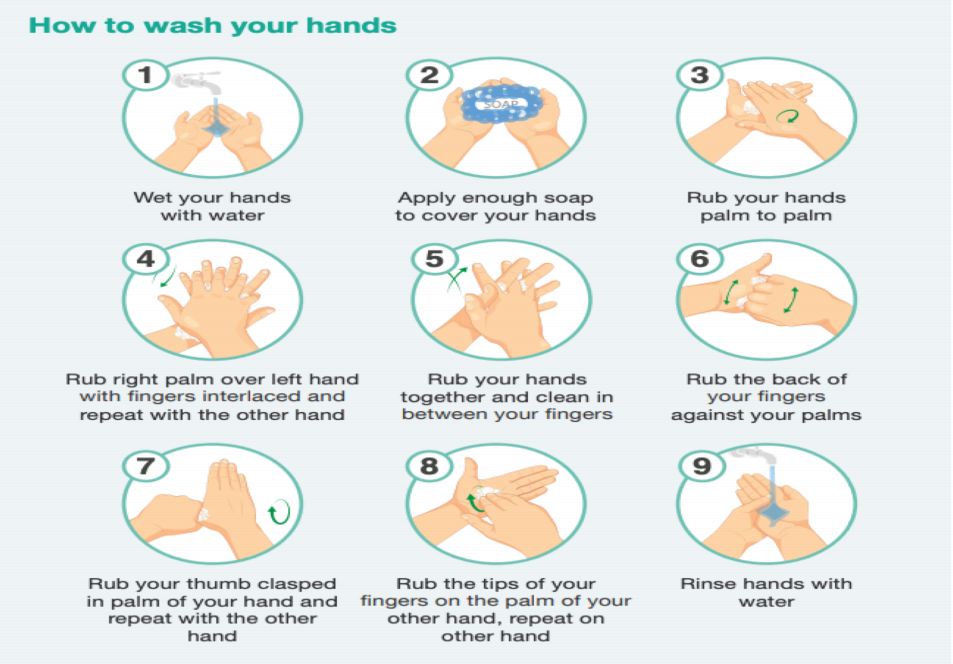 How to wash your hands
1
Wet your hands
with water
2
SOAP
Apply enough soap
to cover your hands
3
Rub your hands
palm to palm
4
Rub right palm over left hand
with fingers interlaced and
repeat with the other hand
5
Rub your hands
together and clean in
between your fingers
6
Rub the back of
your fingers
against your palms
7
Rub your thumb clasped
in palm of your hand and
repeat with the other
hand
8
Rub the tips of your
fingers on the palm of your
other hand, repeat on
other hand
9
Rinse hands with
water